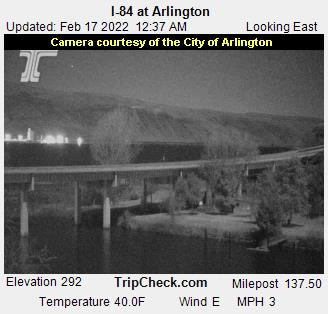 I-84 at Arlington
Updated: Feb 17 2022 12:37 AM Looking East
Camera courtesy of the City of Arlington
Elevation 292 TripCheck.com Milepost 137.50
Temperature 40.0F Wind E MPH 3